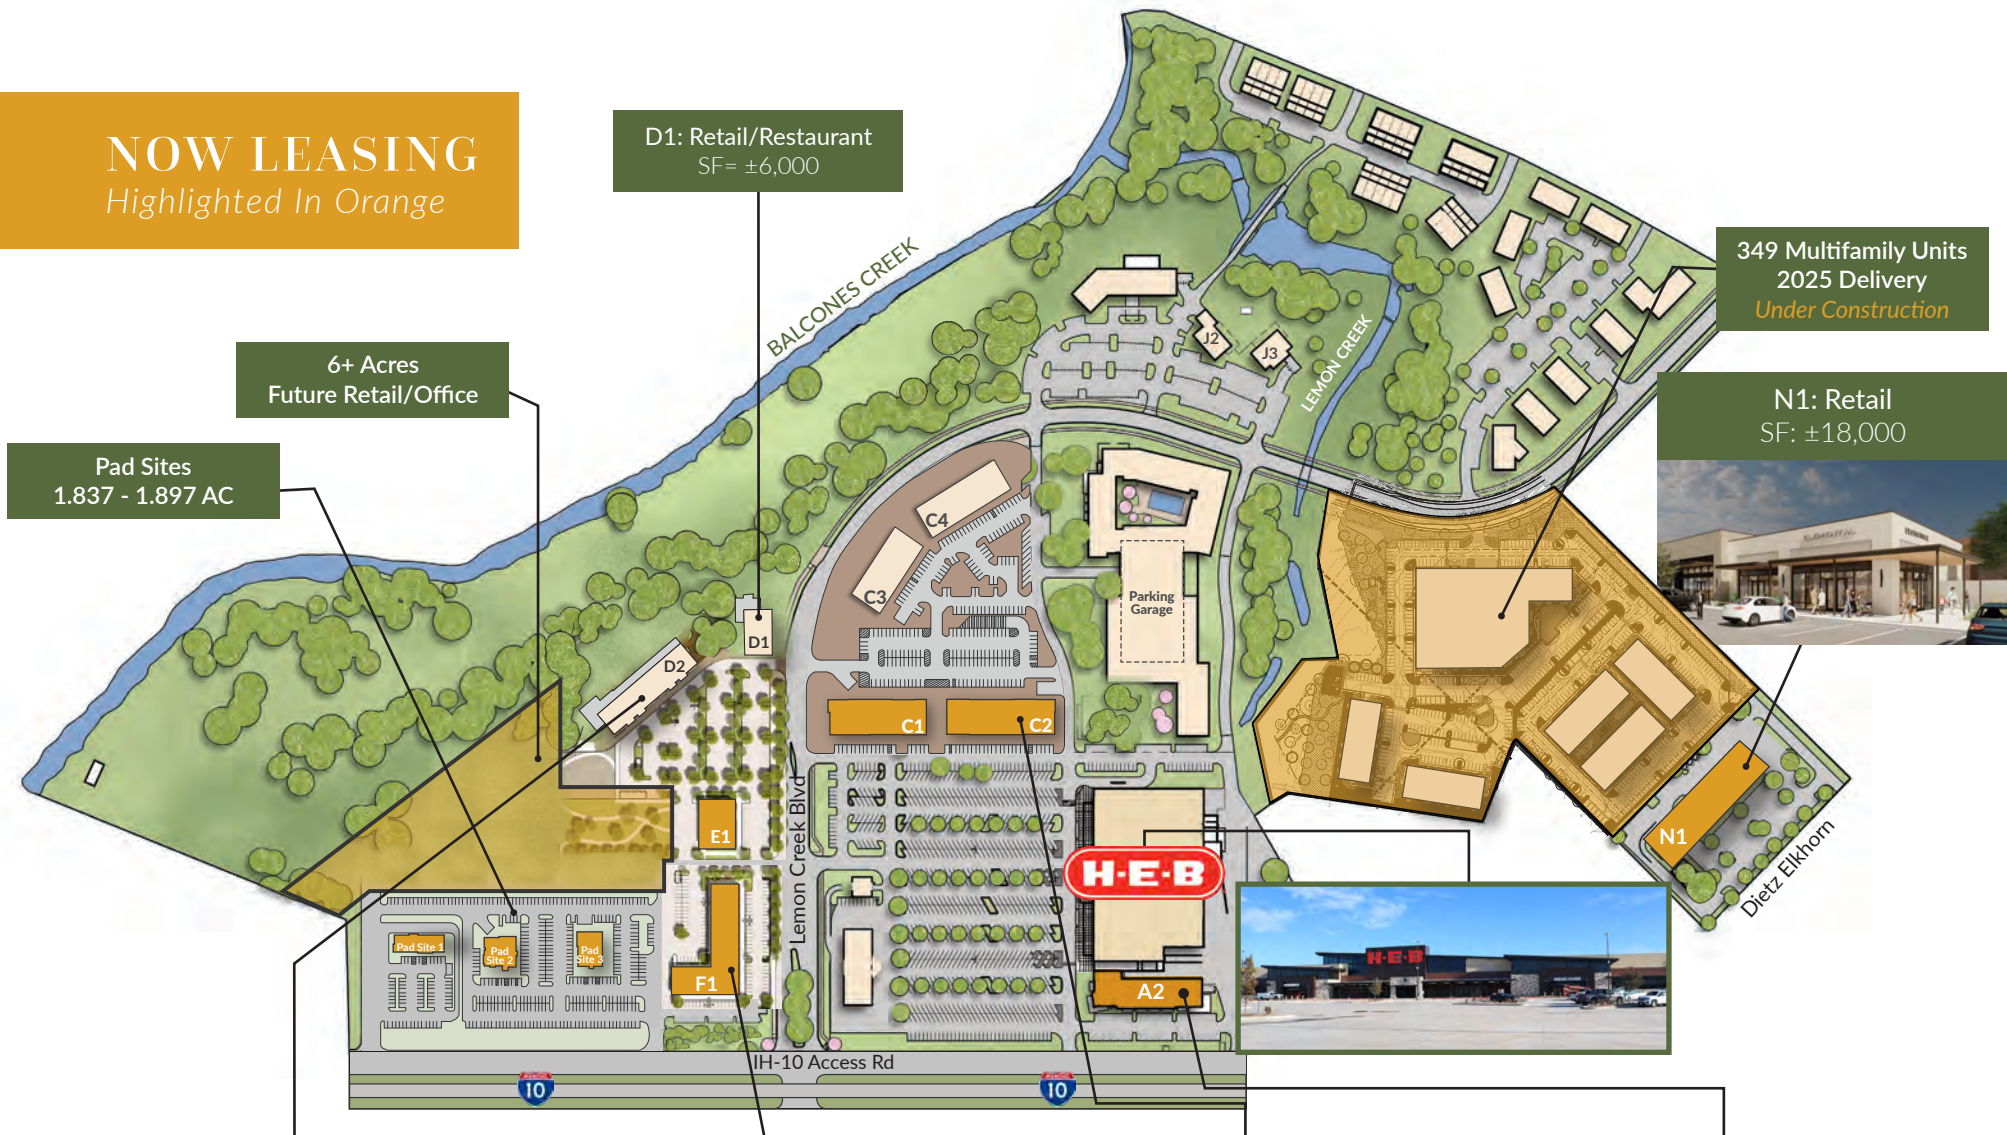 NOW LEASING
Highlighted In Orange
D1: Retail/Restaurant
SF= ±6,000
349 Multifamily Units
2025 Delivery
Under Construction
6+ Acres
Future Retail/Office
N1: Retail
SF: ±18,000
Pad Sites
1.837 - 1.897 AC
BALCONES CREEK
LEMON CREEK
J2
J3
C4
C3
Parking
Garage
D1
D2
C1
C2
E1
F1
Lemon Creek Blvd
H-E-B
H-E-B
N1
Dietz Elkhorn
Pad Site 1
Pad
Site 2
Pad
Site 3
A2
IH-10 Access Rd
10
10